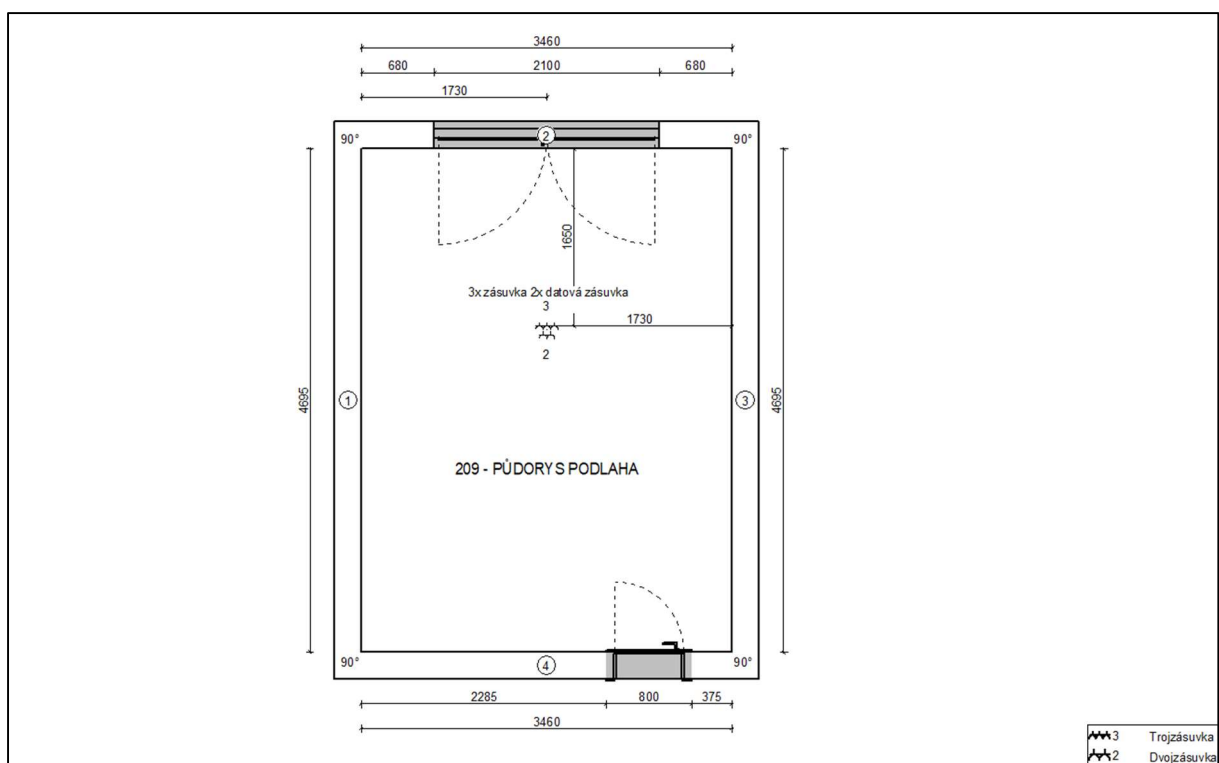 3460
680 2100 680
1730
2
90° 90°
1650
3x zásuvka 2x datová zásuvka
3
1730
2
4695 1 3 4695
209 - PŮDORYS PODLAHA
90° 4 90°
2285 800 375
3460
3 Trojzásuvka
2 Dvojzásuvka